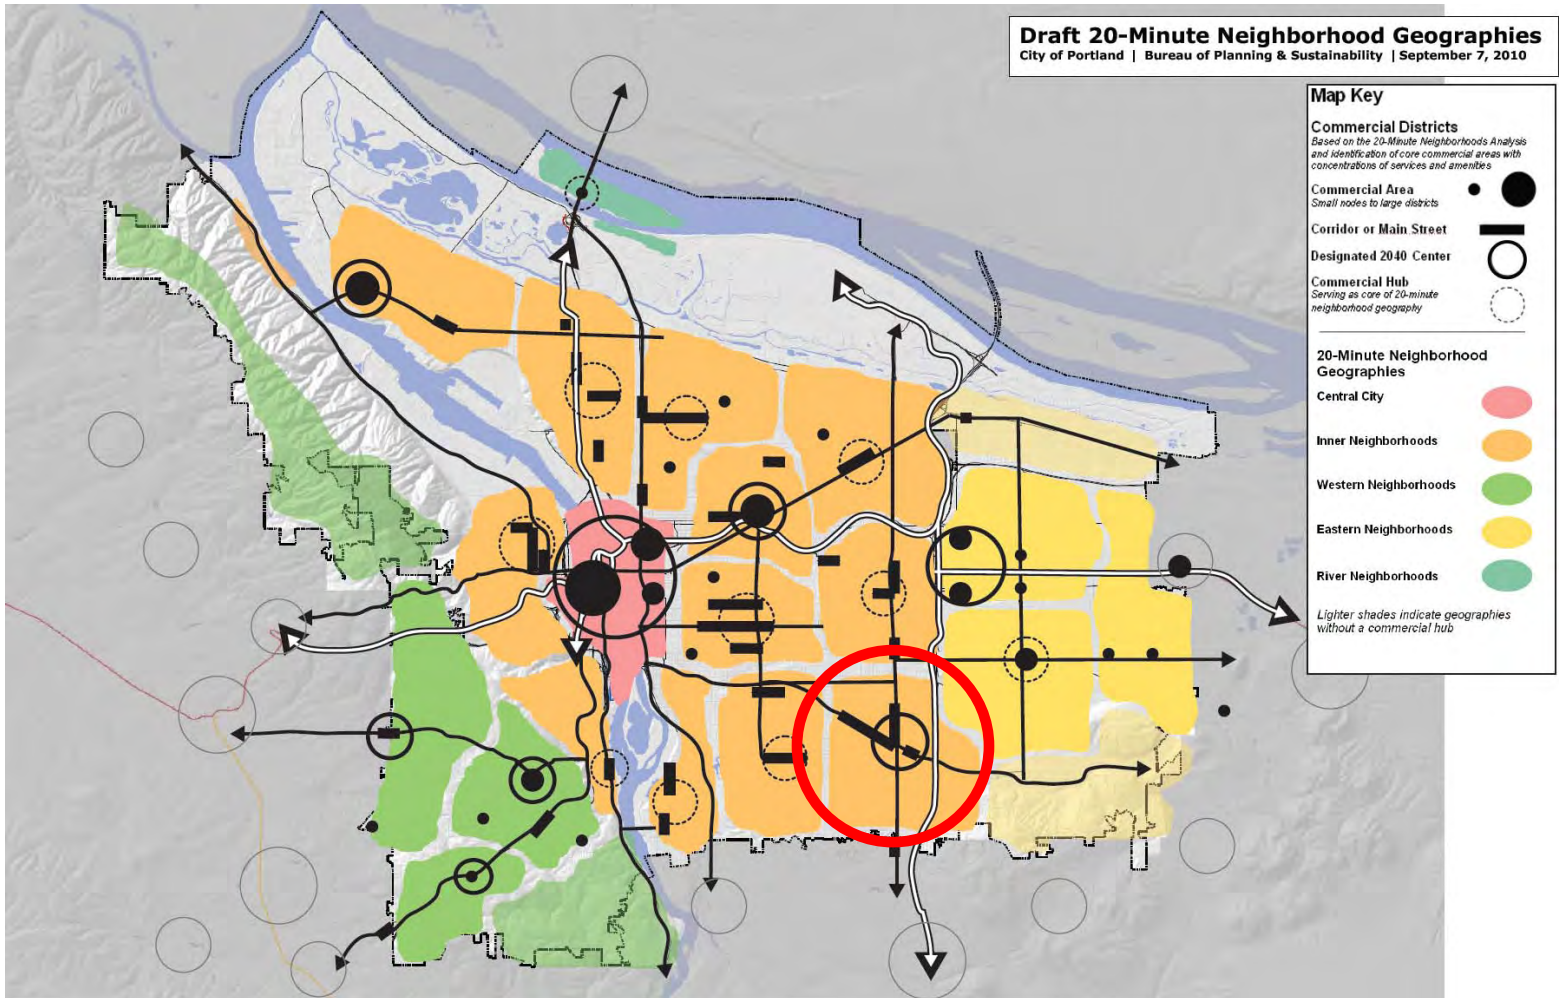 Draft 20-Minute Neighborhood Geographies
City of Portland | Bureau of Planning & Sustainability | September 7, 2010
Map Key
Commercial Districts
Based on the 20-Minute Neighborhoods Analysis
and identification of core commercial areas with
concentrations of services and amenities
Commercial Area
Small nodes to large districts
Corridor or Main Street
Designated 2040 Center
Commercial Hub
Serving as core of 20-minute
neighborhood geography
20-Minute Neighborhood
Geographies
Central City
Inner Neighborhoods
Western Neighborhoods
Eastern Neighborhoods
River Neighborhoods
Lighter shades indicate geographies
without a commercial hub